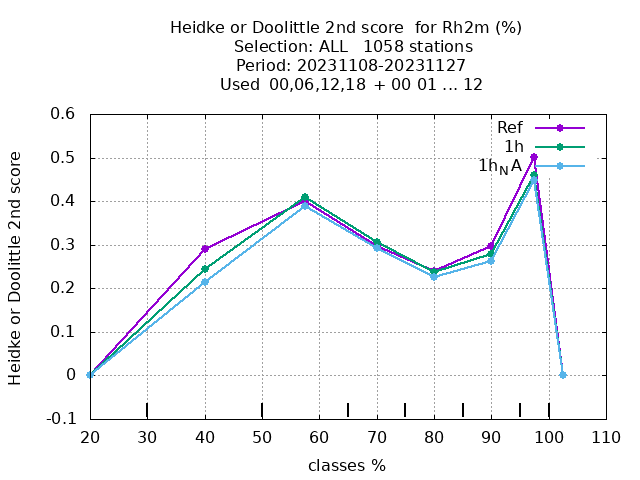 Heidke or Doolittle 2nd score  for Rh2m (%)
Selection: ALL   1058 stations
Period: 20231108-20231127
Used  00,06,12,18  + 00 01 ... 12
Heidke or Doolittle 2nd score
0.6
0.5
0.4
0.3
0.2
0.1
0
-0.1
Ref
1h
1hNA
20 30 40 50 60 70 80 90 100 110
classes %